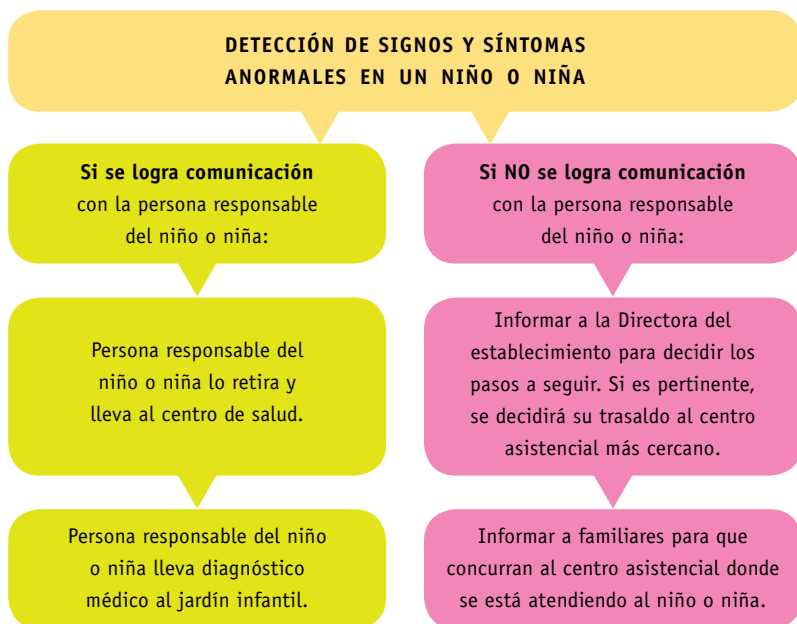 DETECCIÓN DE SIGNOS Y SÍNTOMAS
ANORMALES EN UN NIÑO O NIÑA
Si se logra comunicación
con la persona responsable
del niño o niña:
Persona responsable del
niño o niña lo retira y
lleva al centro de salud.
Persona responsable del niño
o niña lleva diagnóstico
médico al jardín infantil.
Si NO se logra comunicación
con la persona responsable
del niño o niña:
Informar a la Directora del
establecimiento para decidir los
pasos a seguir. Si es pertinente,
se decidirá su trasaldo al centro
asistencial más cercano.
Informar a familiares para que
concurran al centro asistencial donde
se está atendiendo al niño o niña.